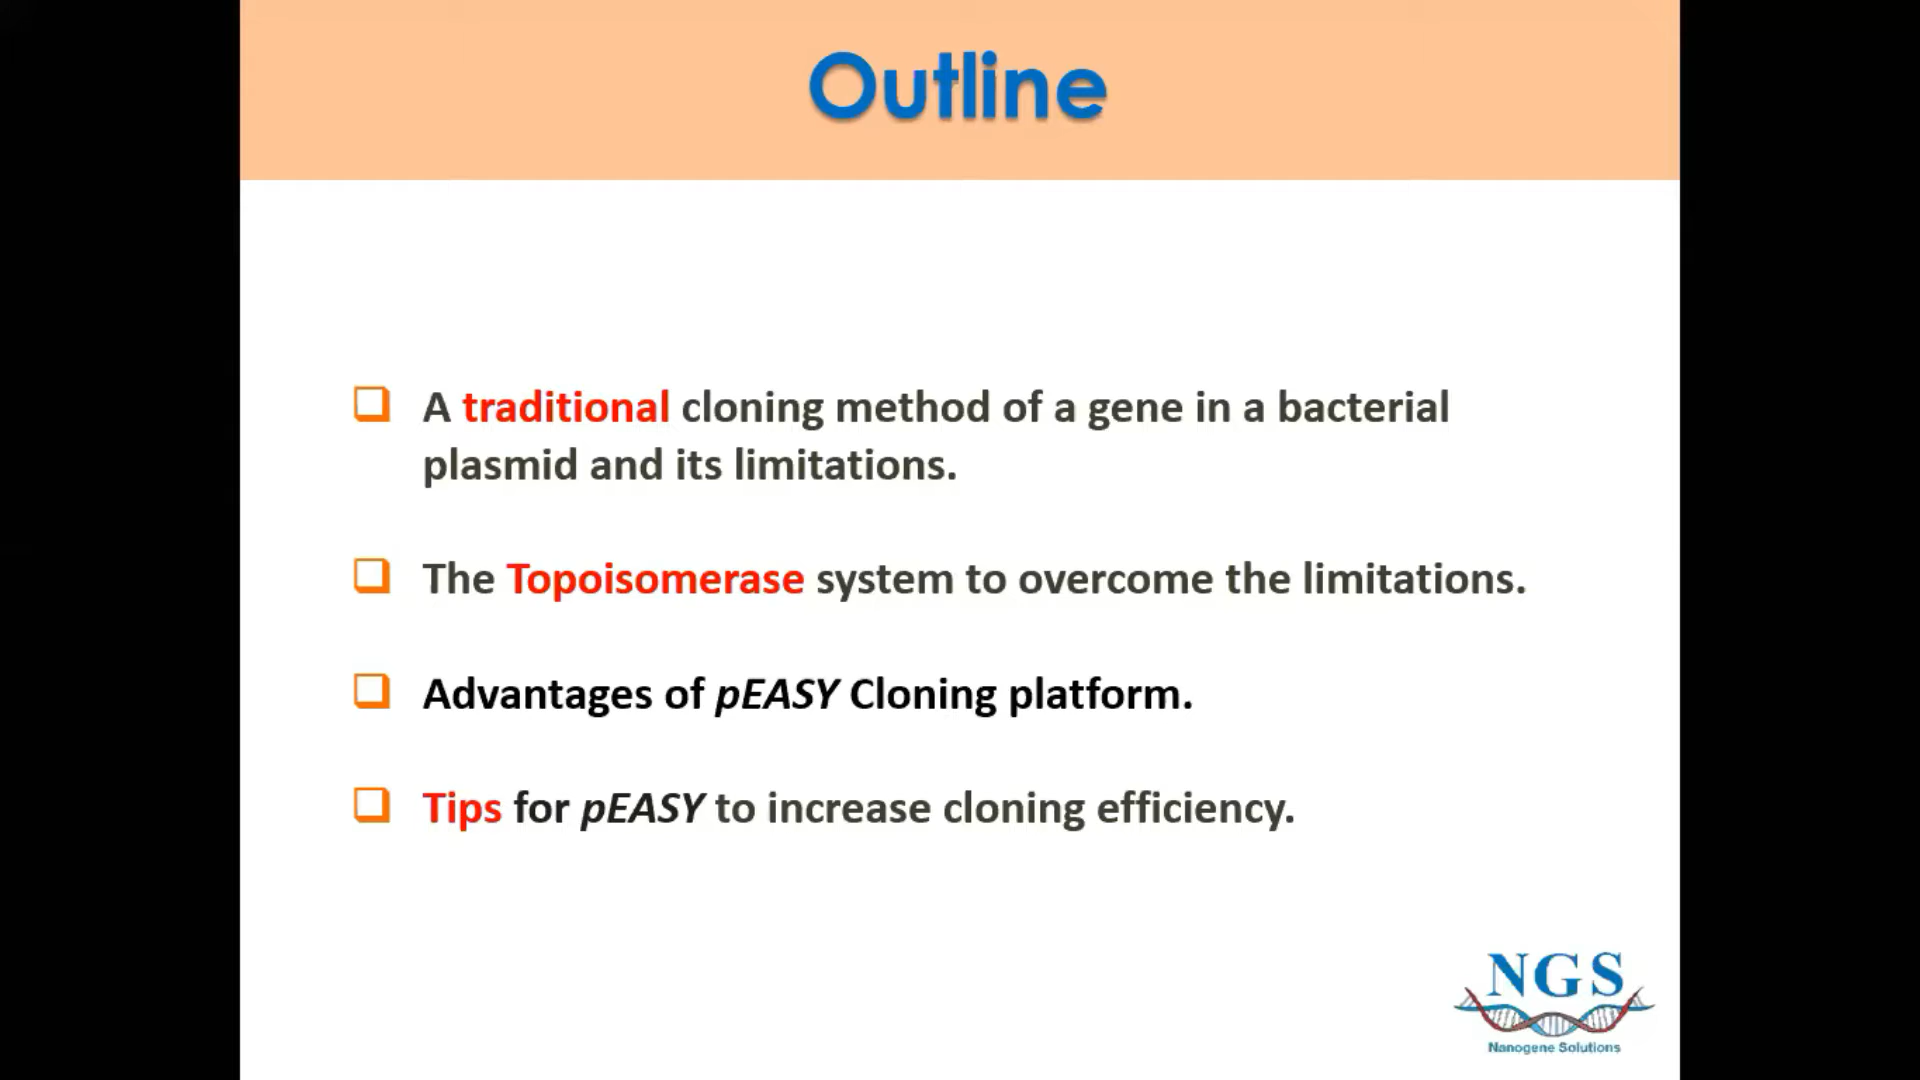 Outline
A traditional cloning method of a gene in a bacterial
plasmid and its limitations.
The Topoisomerase system to overcome the limitations.
Advantages of pEASY Cloning platform.
Tips for pEASY to increase cloning efficiency.
NGS
Nanogene Solutions